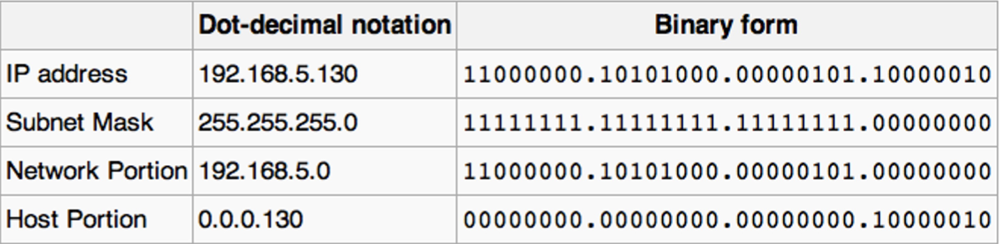 Dot-decimal notation Binary form
IP address 192.168.5.130 11000000.10101000.00000101.10000010
Subnet Mask 255.255.255.0 11111111.11111111.11111111.00000000
Network Portion 192.168.5.0 11000000.10101000.00000101.00000000
Host Portion 0.0.0.130 00000000.00000000.00000000.10000010